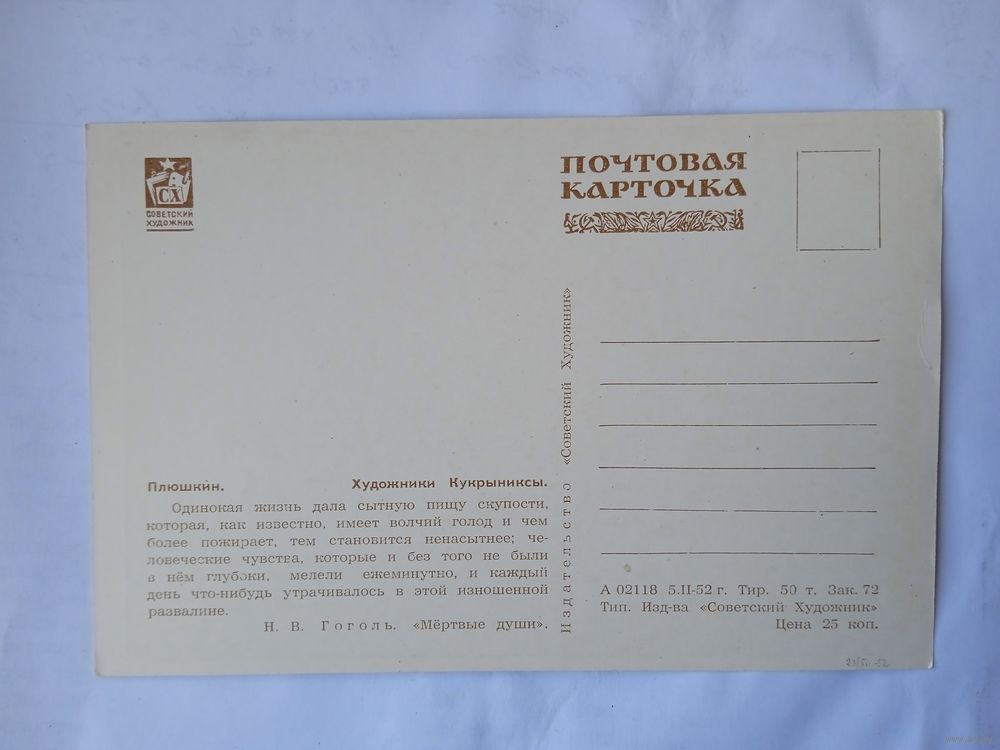 СХ
СОВЕТСКИЙ
ХУДОЖНИК
ПОЧТОВАЯ
КАРТОЧКА
Плюшкин. Художники Кукрыниксы.
Одинокая жизнь дала сытную пищу скупости,
которая, как известно, имеет волчий голод и чем
более пожирает, тем становится ненасытнее; че-
ловеческие чувства, которые и без того не были
в нём глубоки, мелели ежеминутно, и каждый
день что-нибудь утрачивалось в этой изношенной
развалине.
Н. В. Гоголь. «Мёртвые души».
Издательство «Советский Художник»
А 02118 5.II-52 г. Тир. 50 т. Зак. 72
Тип. Изд-ва «Советский Художник»
Цена 25 коп.